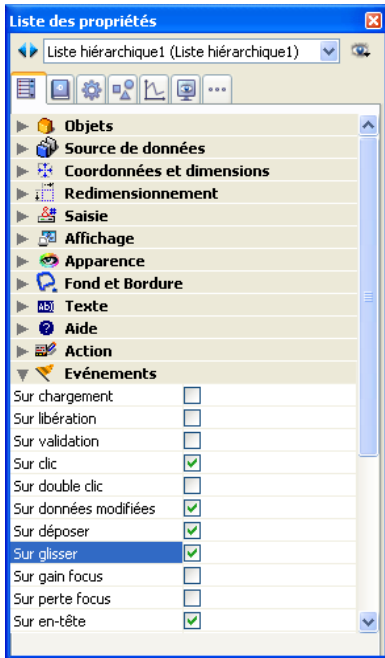 Liste des propriétés
Liste hiérarchique1 (Liste hiérarchique1)
Objets
Source de données
Coordonnées et dimensions
Redimensionnement
Saisie
Affichage
Apparence
Fond et Bordure
Texte
Aide
Action
Evénements
Sur chargement
Sur libération
Sur validation
Sur clic
Sur double clic
Sur données modifiées
Sur déposer
Sur glisser
Sur gain focus
Sur perte focus
Sur en-tête